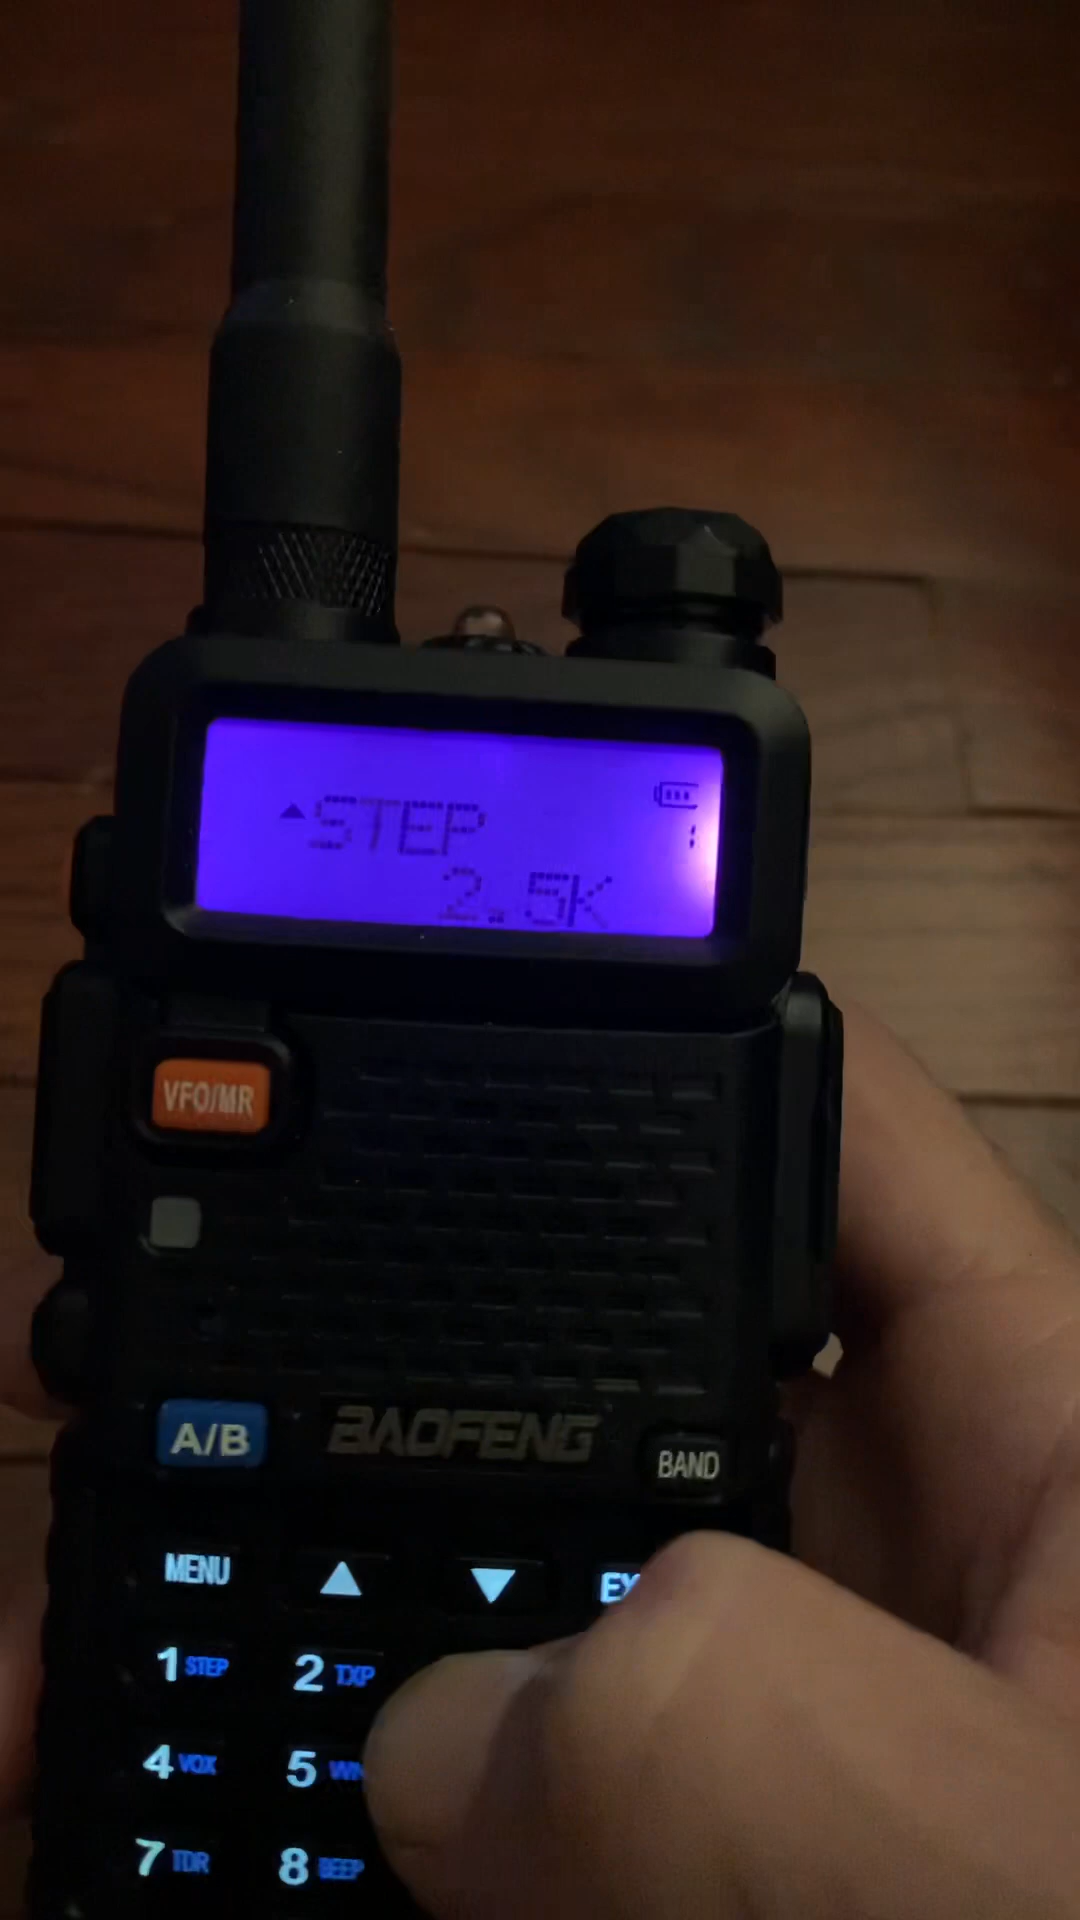 STEP
1
2.5K
VFO/MR
A/B
BAOFENG
BAND
MENU
1 STEP
2 TXP
4 VOX
5
7 TDR
8 BEEP